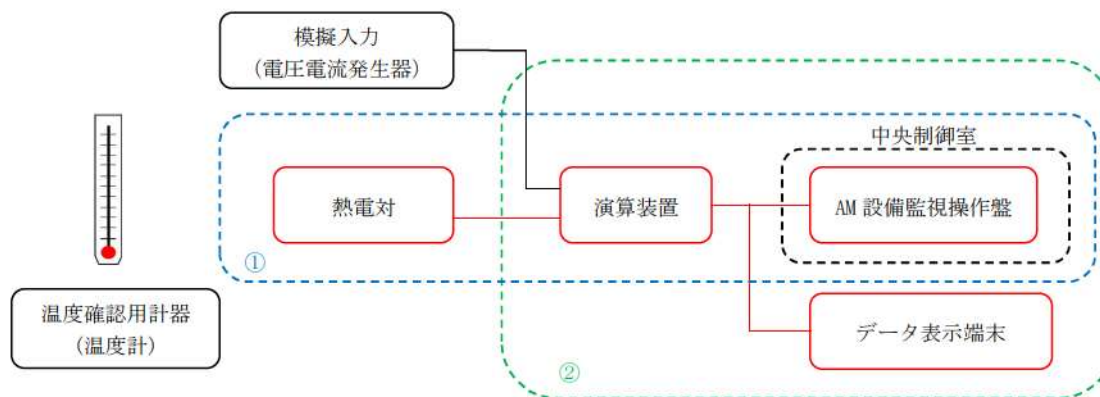 模擬入力
(電圧電流発生器)
中央制御室
熱電対
演算装置
AM 設備監視操作盤
①
温度確認用計器
(温度計)
データ表示端末
②